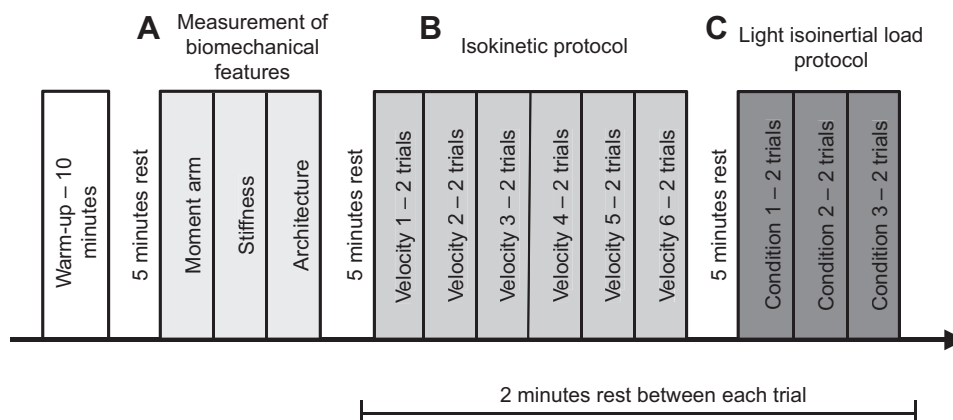 A
Measurement of
biomechanical
features
B
Isokinetic protocol
C
Light isoinertial load
protocol
Warm-up – 10
minutes
5 minutes rest
Moment arm
Stiffness
Architecture
5 minutes rest
Velocity 1 – 2 trials
Velocity 2 – 2 trials
Velocity 3 – 2 trials
Velocity 4 – 2 trials
Velocity 5 – 2 trials
Velocity 6 – 2 trials
5 minutes rest
Condition 1 – 2 trials
Condition 2 – 2 trials
Condition 3 – 2 trials
2 minutes rest between each trial